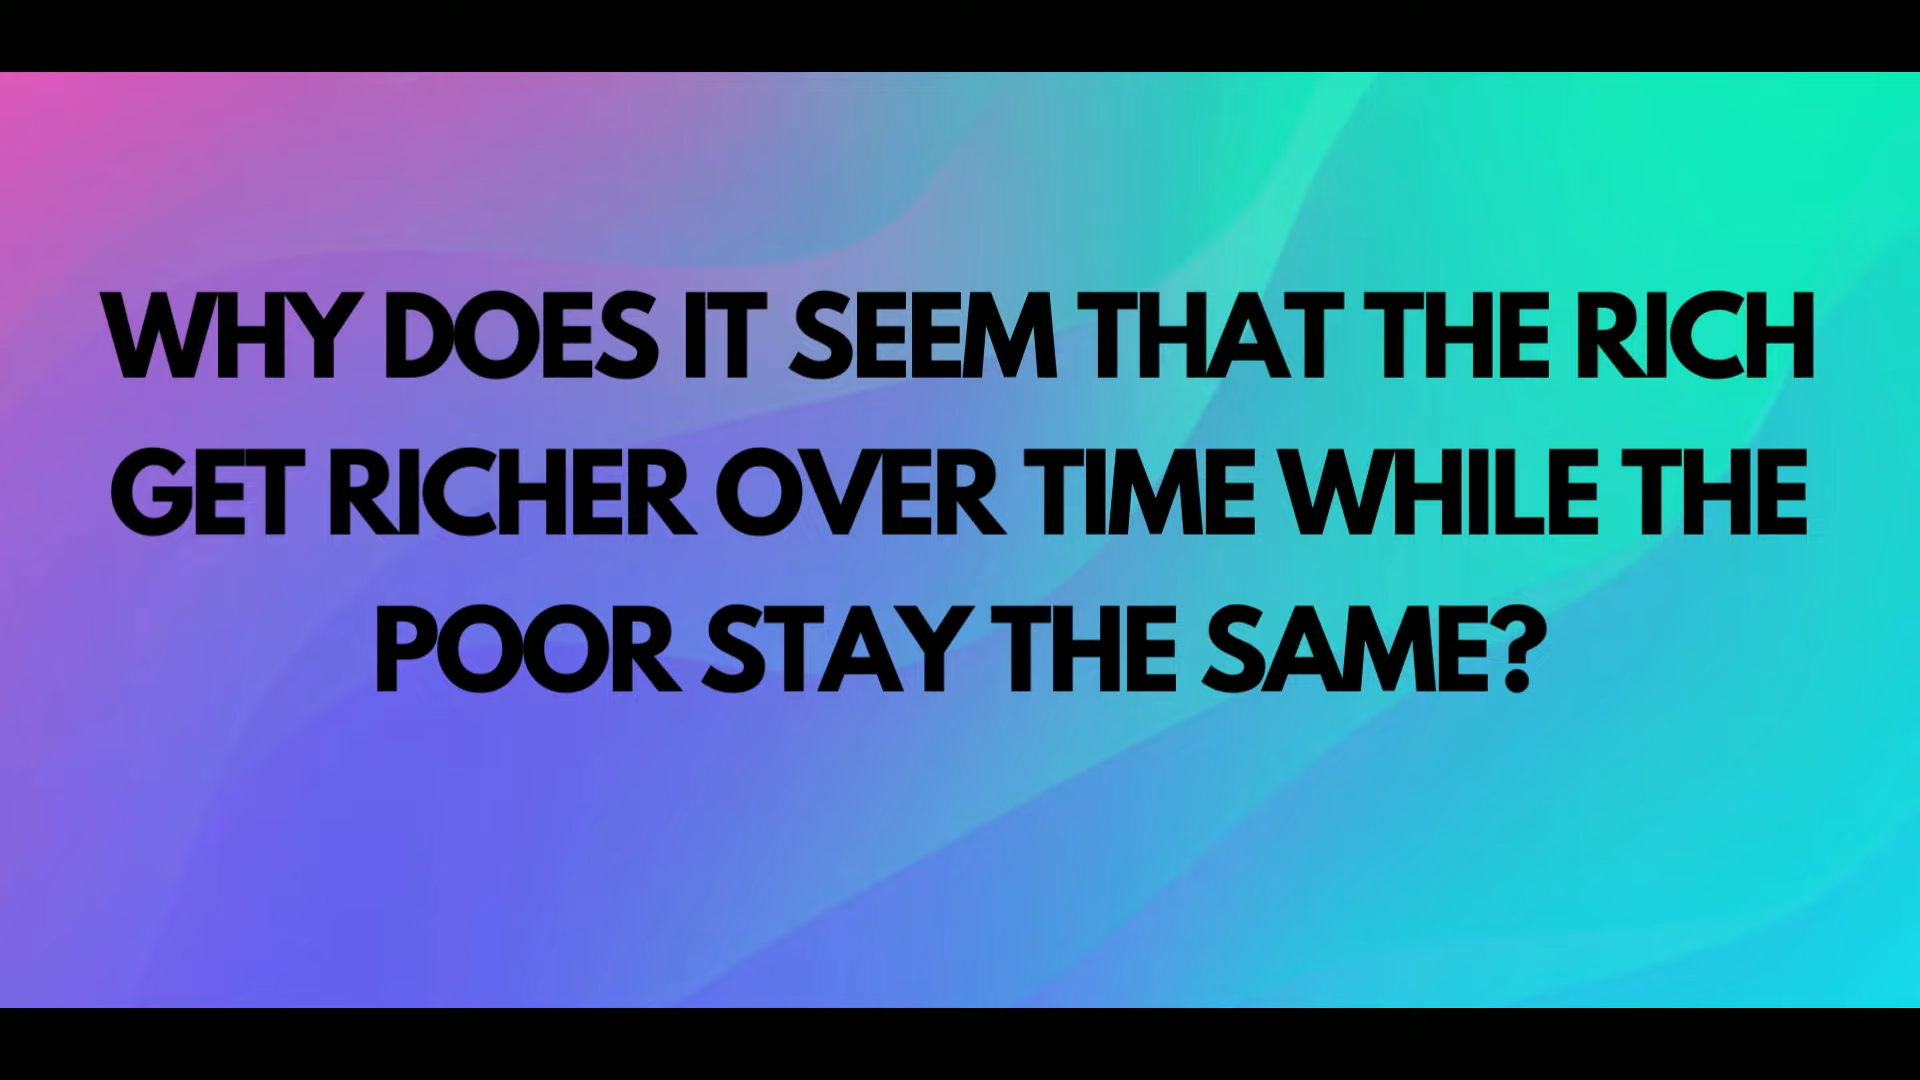 WHY DOES IT SEEM THAT THE RICH
GET RICHER OVER TIME WHILE THE
POOR STAY THE SAME?